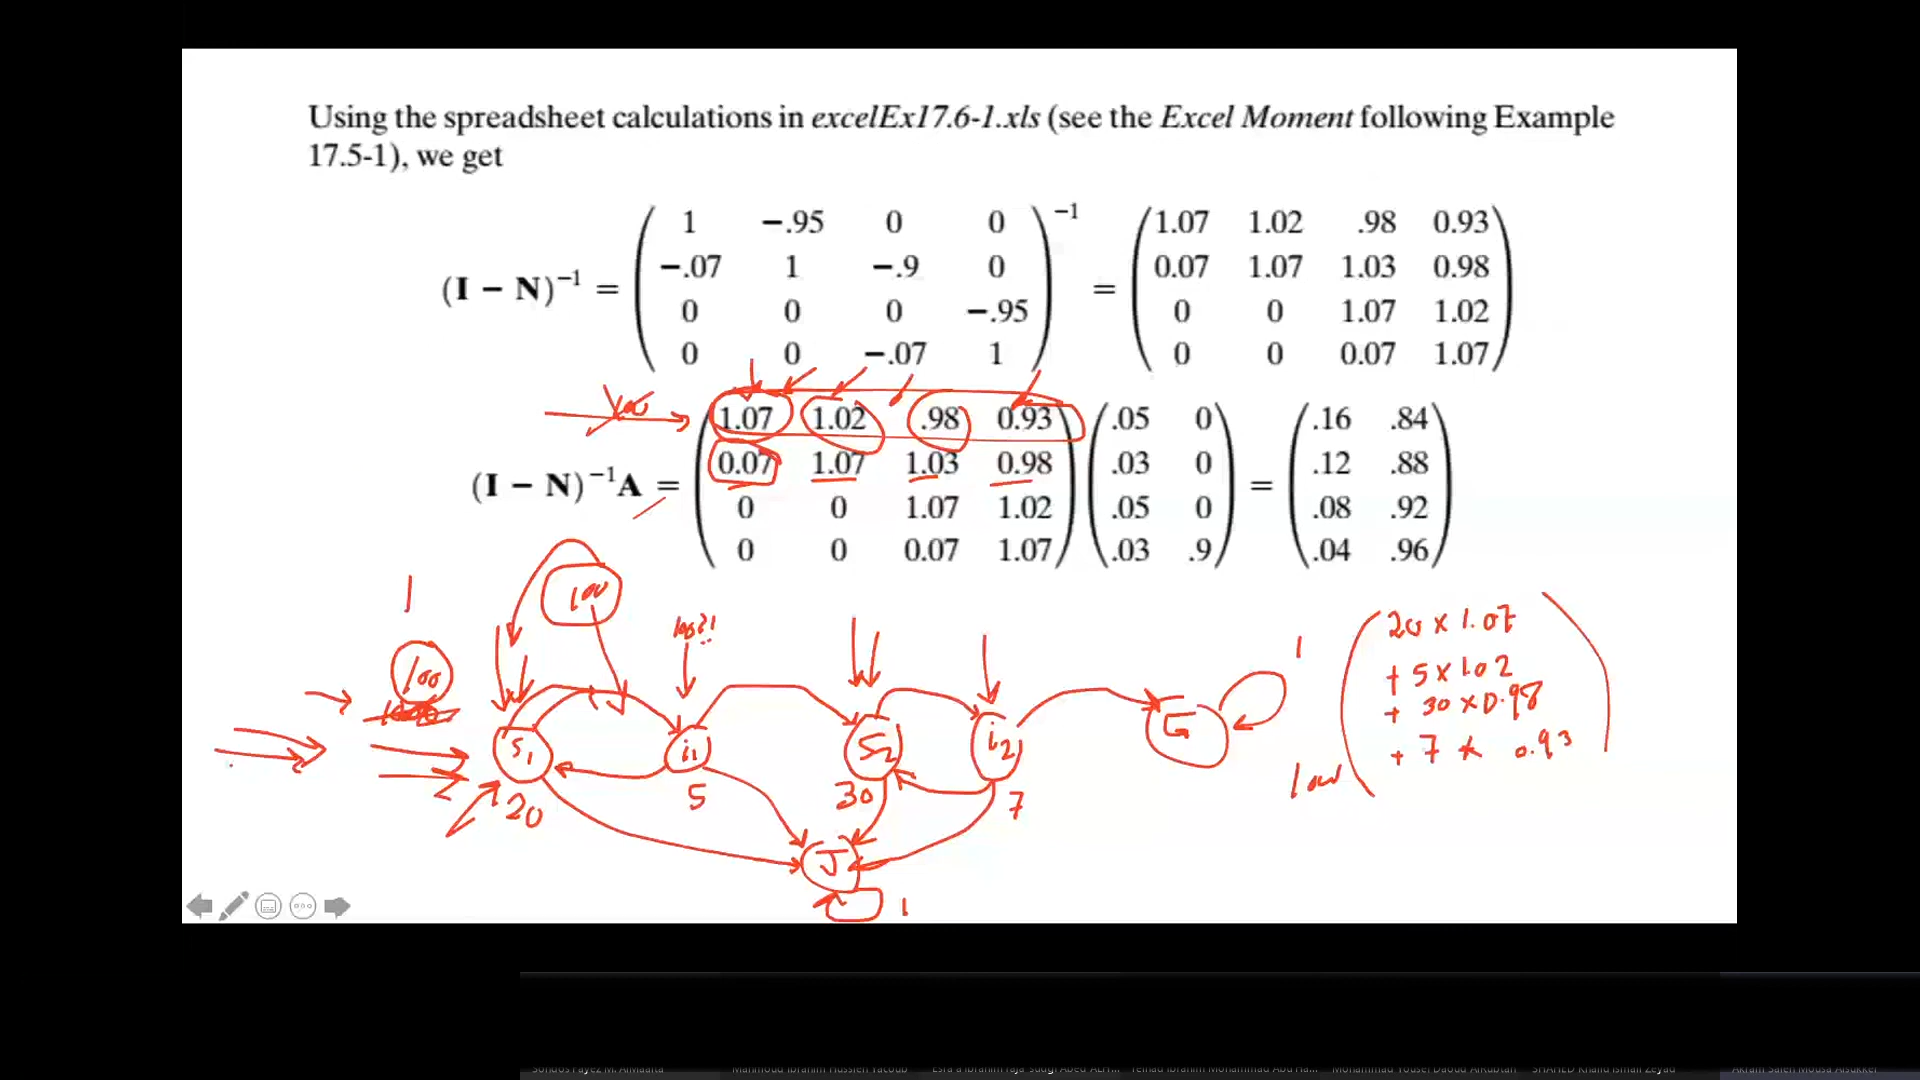 Using the spreadsheet calculations in excelEx17.6-1.xls (see the Excel Moment following Example
17.5-1), we get
1 −.95 0 0 −1 1.07 1.02 .98 0.93
−.07 1 −.9 0 0.07 1.07 1.03 0.98
(I − N)−1 = =
0 0 0 −.95 0 0 1.07 1.02
0 0 −.07 1 0 0 0.07 1.07
100
1.07 1.02 .98 0.93 .05 0 .16 .84
0.07 1.07 1.03 0.98 .03 0 .12 .88
(I − N)−1A = =
0 0 1.07 1.02 .05 0 .08 .92
0 0 0.07 1.07 .03 .9 .04 .96
1
100
20 x 1.07
1
100
+ 5 x 1.02
+ 30 x 0.98
S1 i1 S2 i2 G
+ 7 * 0.93
20 5 30 7
J
1